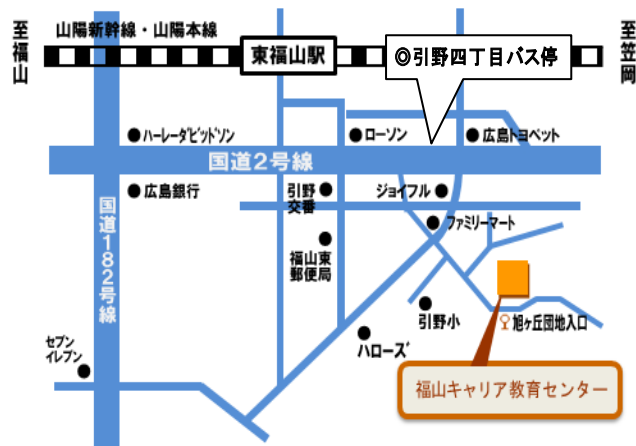 至福山
山陽新幹線・山陽本線
東福山駅
◎引野四丁目バス停
至笠岡
ハーレーダビッドソン
ローソン
広島トヨペット
国道2号線
広島銀行
引野
交番
ジョイフル
ファミリーマート
国道182号線
福山東
郵便局
引野小
旭ヶ丘団地入口
ハローズ
セブン
イレブン
福山キャリア教育センター